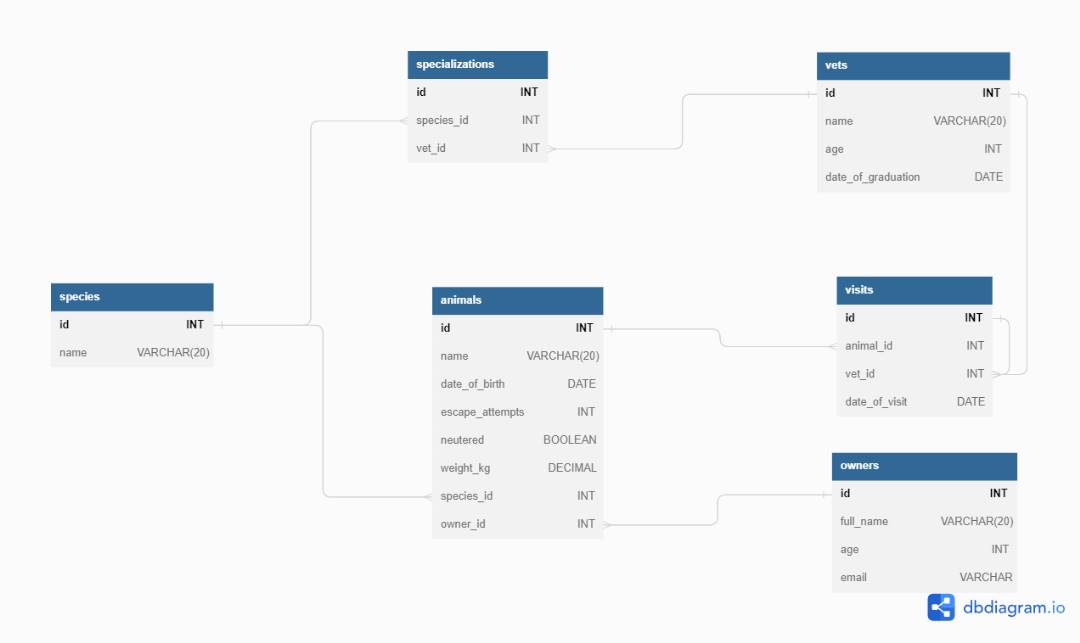 specializations
id INT
species_id INT
vet_id INT
vets
id INT
name VARCHAR(20)
age INT
date_of_graduation DATE
species
id INT
name VARCHAR(20)
animals
id INT
name VARCHAR(20)
date_of_birth DATE
escape_attempts INT
neutered BOOLEAN
weight_kg DECIMAL
species_id INT
owner_id INT
visits
id INT
animal_id INT
vet_id INT
date_of_visit DATE
owners
id INT
full_name VARCHAR(20)
age INT
email VARCHAR
dbdiagram.io